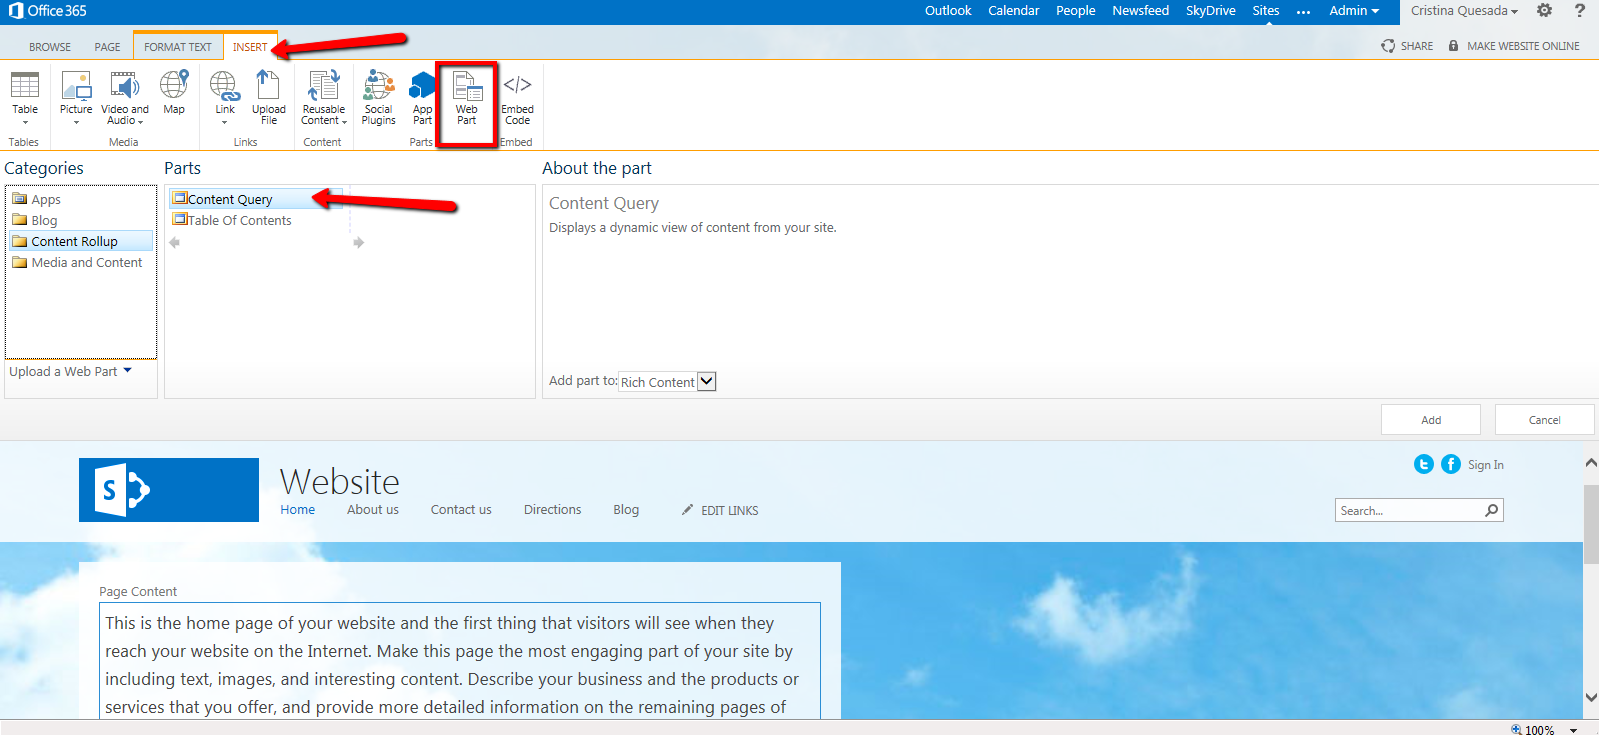 Office 365
Outlook Calendar People Newsfeed SkyDrive Sites ... Admin Cristina Quesada ?
BROWSE PAGE FORMAT TEXT INSERT SHARE MAKE WEBSITE ONLINE
Table Picture Video and Audio Map Link Upload File Reusable Content Social Plugins App Part Web Part Embed Code
Tables Media Links Content Parts Embed
Categories Parts About the part
Apps
Blog
Content Rollup
Media and Content
Upload a Web Part
Content Query
Table Of Contents
Content Query
Displays a dynamic view of content from your site.
Add part to: Rich Content
Add Cancel
S
Website
t f Sign In
Home About us Contact us Directions Blog EDIT LINKS
Search...
Page Content
This is the home page of your website and the first thing that visitors will see when they
reach your website on the Internet. Make this page the most engaging part of your site by
including text, images, and interesting content. Describe your business and the products or
services that you offer, and provide more detailed information on the remaining pages of
100%